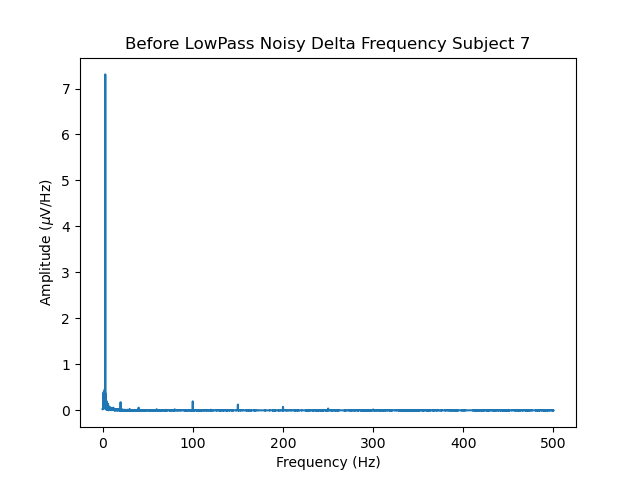 Before LowPass Noisy Delta Frequency Subject 7
Amplitude (μV/Hz)
7
6
5
4
3
2
1
0
0 100 200 300 400 500
Frequency (Hz)